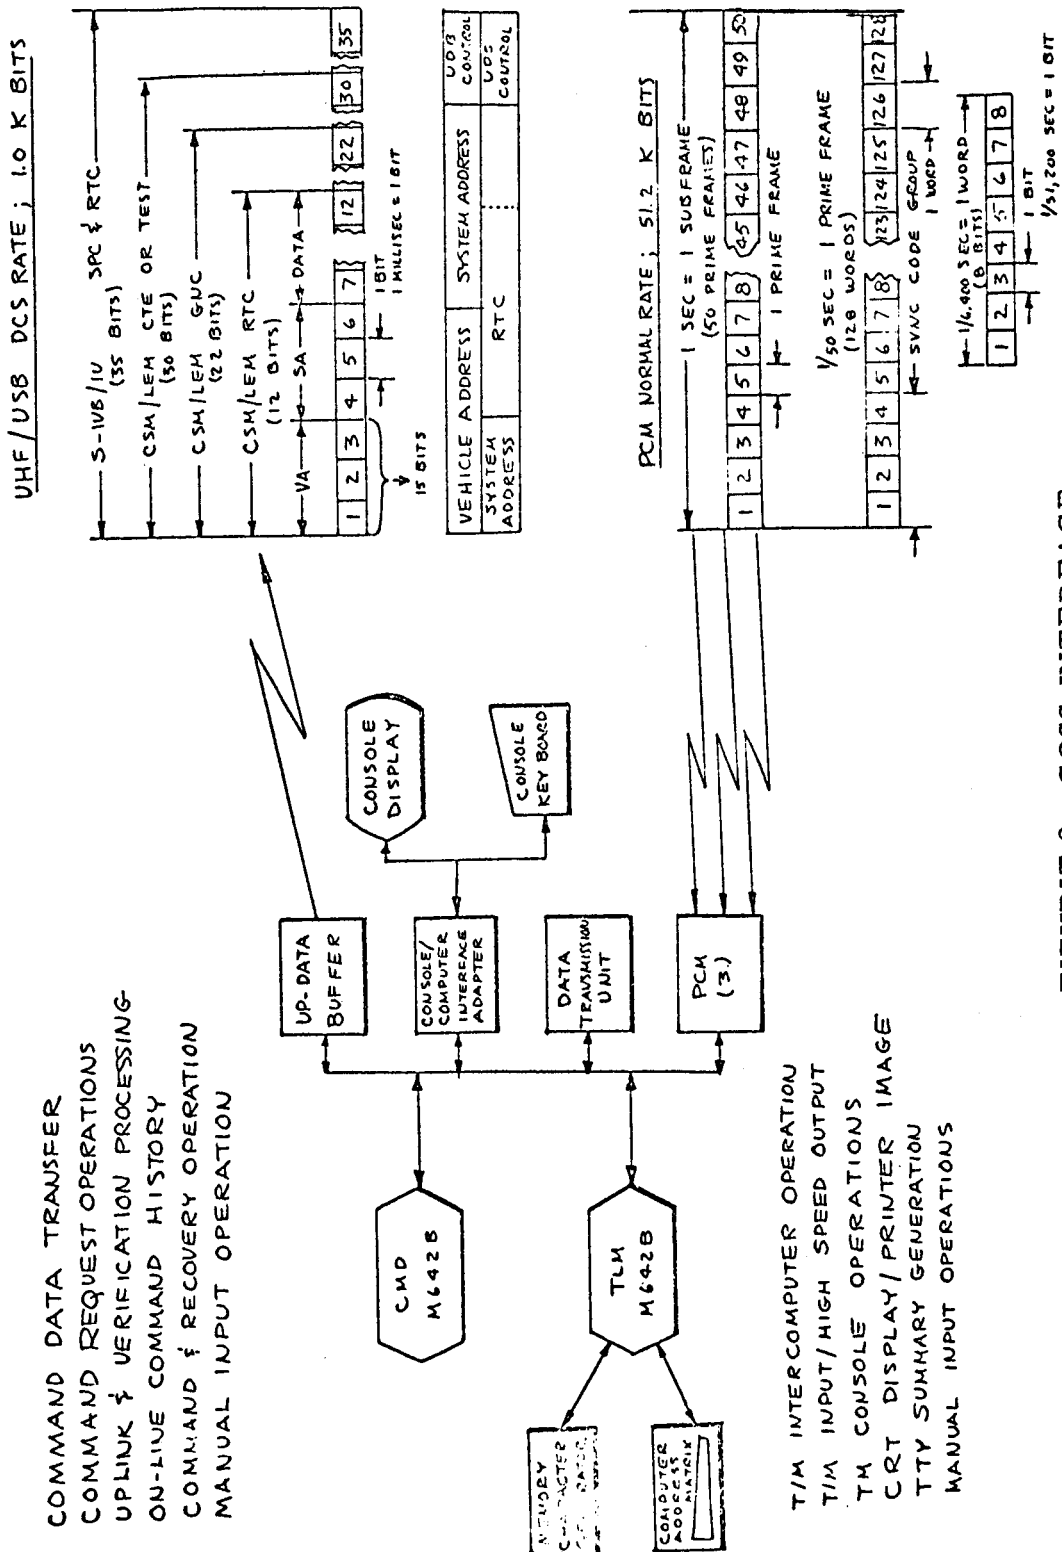 COMMAND DATA TRANSFER
COMMAND REQUEST OPERATIONS
UPLINK & VERIFICATION PROCESSING
ON-LINE COMMAND HISTORY
COMMAND & RECOVERY OPERATION
MANUAL INPUT OPERATION
CMD
M642B
TLM
M642B
MEMORY
CHARACTER
COMPUTER
ADDRESS
MATRIX
T/M INTERCOMPUTER OPERATION
T/M INPUT/HIGH SPEED OUTPUT
TM CONSOLE OPERATIONS
CRT DISPLAY/PRINTER IMAGE
TTY SUMMARY GENERATION
MANUAL INPUT OPERATIONS
UP-DATA
BUFFER
CONSOLE/
COMPUTER
INTERFACE
ADAPTER
DATA
TRANSMISSION
UNIT
PCM
(3.)
CONSOLE
DISPLAY
CONSOLE
KEY BOARD
UHF/USB DCS RATE; 1.0 K BITS
S-IVB/IU SPC & RTC
(35 BITS)
CSM/LEM CTE OR TEST
(30 BITS)
CSM/LEM GNC
(22 BITS)
CSM/LEM RTC
(12 BITS)
VA SA DATA
1 2 3 4 5 6 7 12 22 30 35
15 BITS
1 BIT
1 MILLISEC = 1 BIT
VEHICLE ADDRESS SYSTEM ADDRESS UDB CONTROL
SYSTEM ADDRESS RTC UDS CONTROL
PCM NORMAL RATE; 51.2 K BITS
1 SEC = 1 SUBFRAME
(50 PRIME FRAMES)
1 2 3 4 5 6 7 8 45 46 47 48 49 50
1 PRIME FRAME
1/50 SEC = 1 PRIME FRAME
(128 WORDS)
1 2 3 4 5 6 7 8 123 124 125 126 127 128
SYNC CODE GROUP
1 WORD
1/6,400 SEC = 1 WORD
(8 BITS)
1 2 3 4 5 6 7 8
1 BIT
1/51,200 SEC = 1 BIT